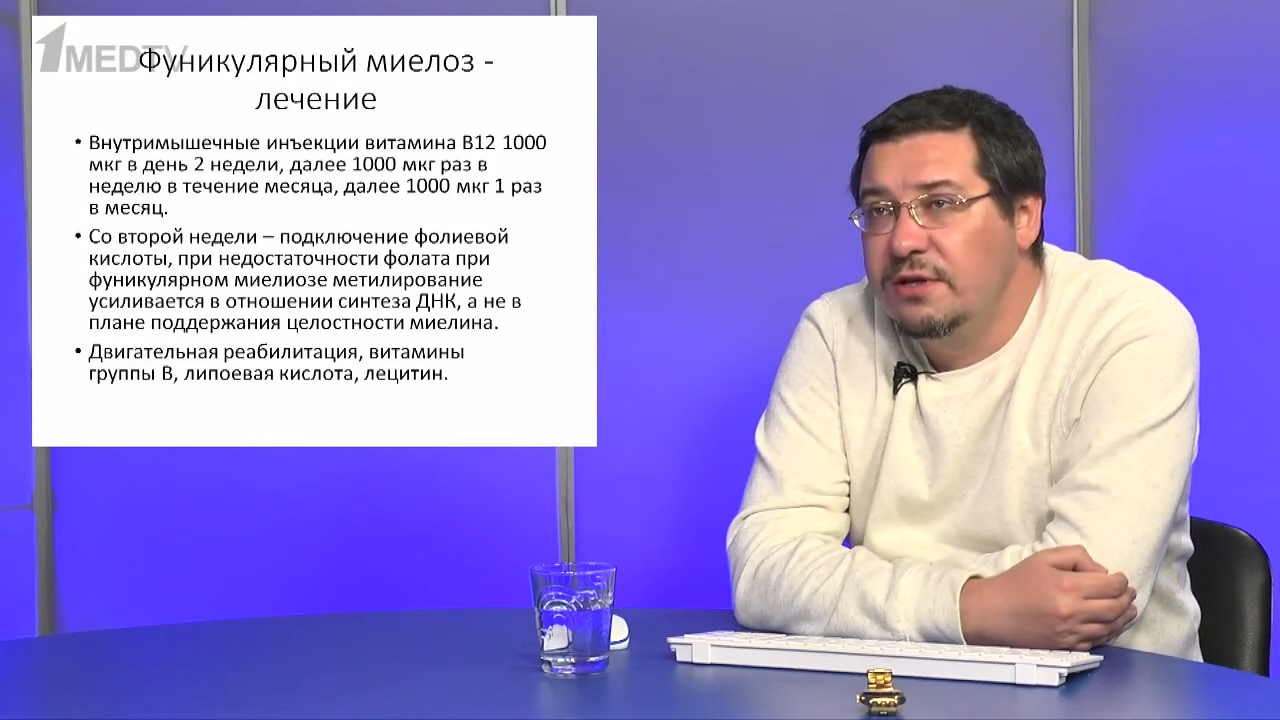 1MEDTV
Фуникулярный миелоз -
лечение
• Внутримышечные инъекции витамина В12 1000
мкг в день 2 недели, далее 1000 мкг раз в
неделю в течение месяца, далее 1000 мкг 1 раз
в месяц.
• Со второй недели – подключение фолиевой
кислоты, при недостаточности фолата при
фуникулярном миелиозе метилирование
усиливается в отношении синтеза ДНК, а не в
плане поддержания целостности миелина.
• Двигательная реабилитация, витамины
группы В, липоевая кислота, лецитин.